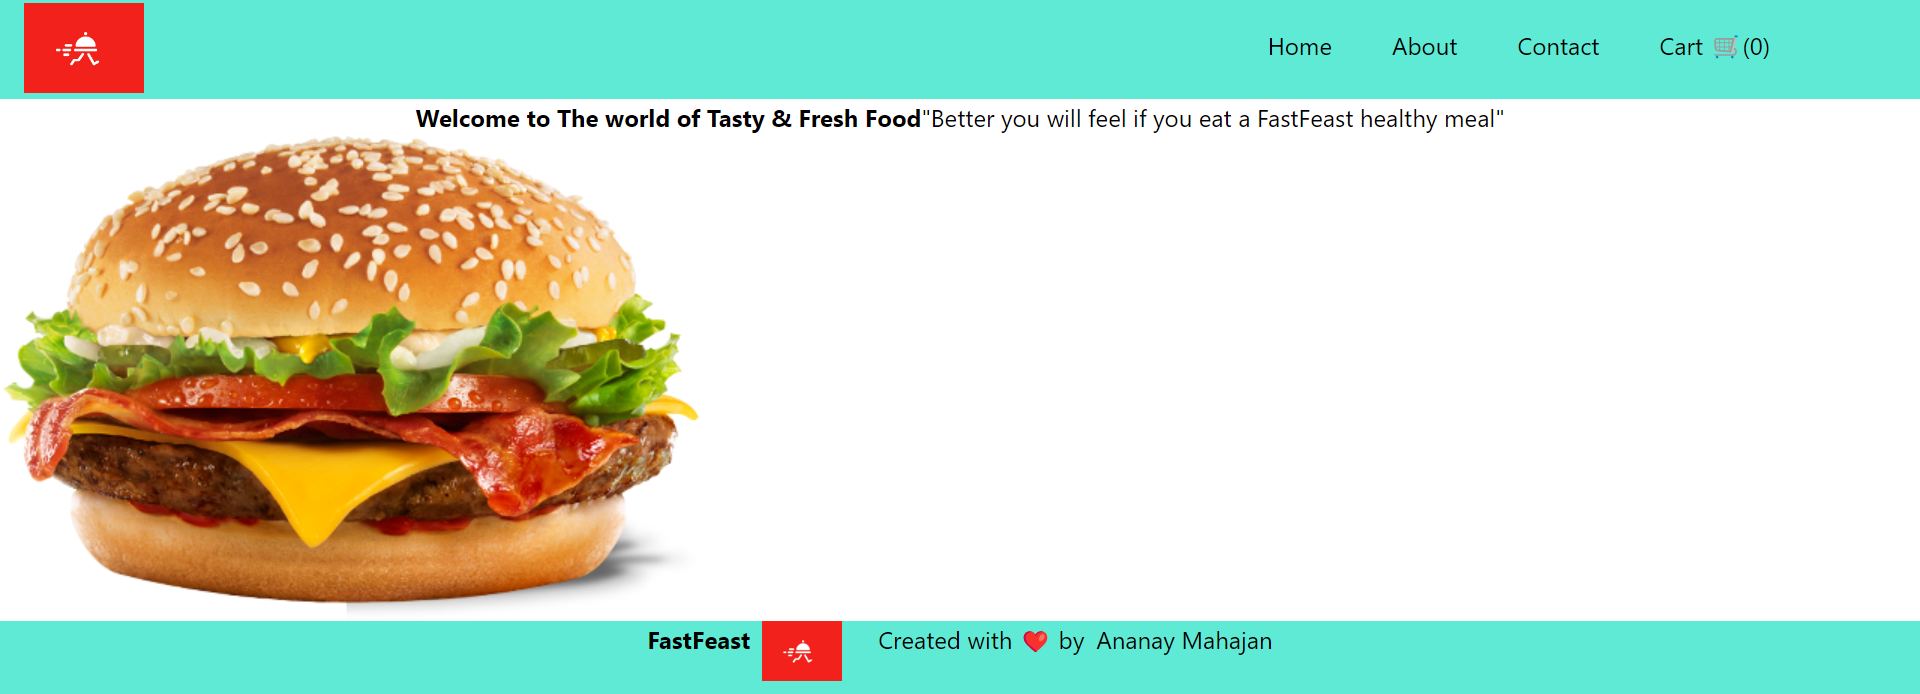 Home About Contact Cart 🛒(0)
Welcome to The world of Tasty & Fresh Food"Better you will feel if you eat a FastFeast healthy meal"
FastFeast Created with ❤️ by Ananay Mahajan